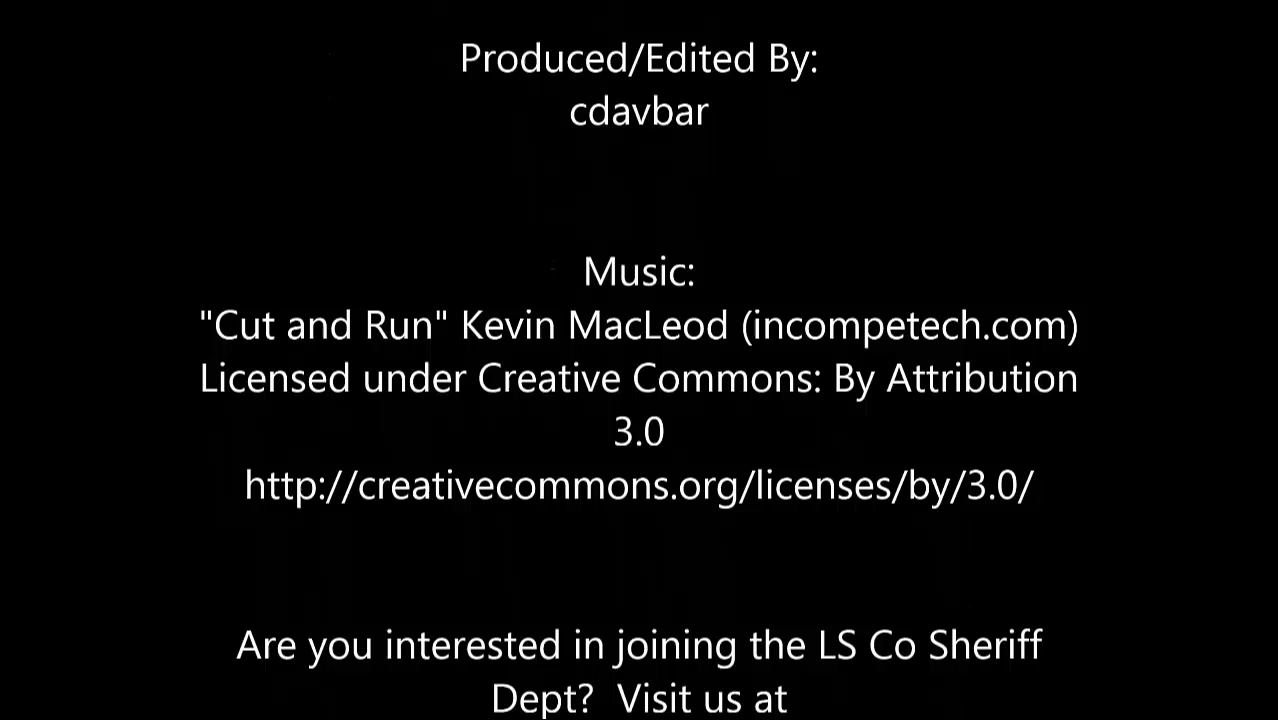 Produced/Edited By:
cdavbar
Music:
"Cut and Run" Kevin MacLeod (incompetech.com)
Licensed under Creative Commons: By Attribution
3.0
http://creativecommons.org/licenses/by/3.0/
Are you interested in joining the LS Co Sheriff
Dept?  Visit us at